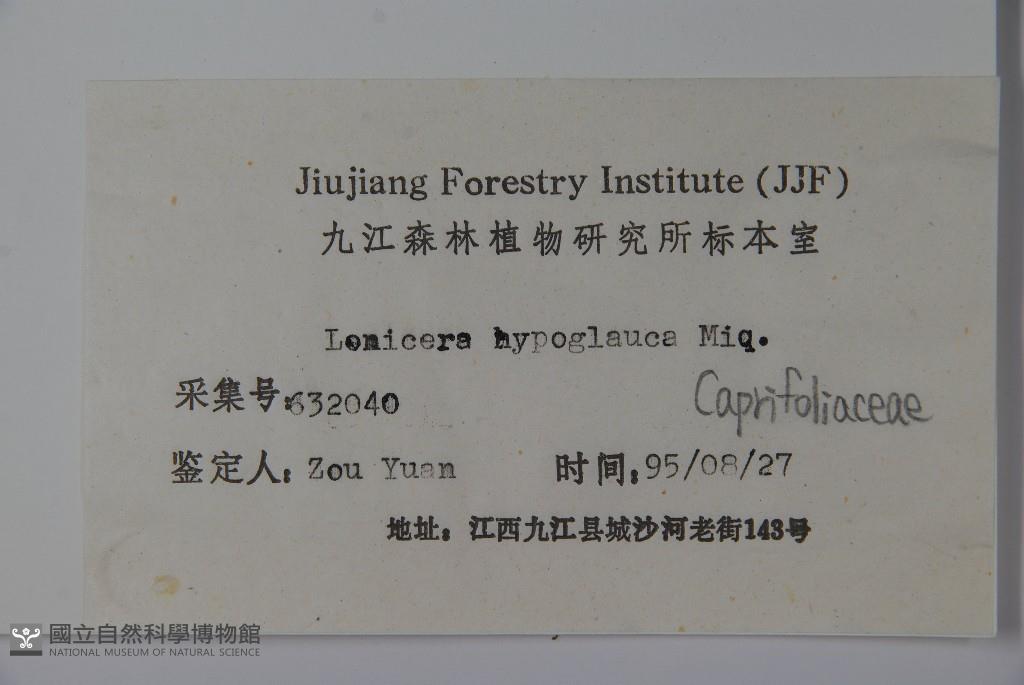 Jiujiang Forestry Institute (JJF)
九江森林植物研究所标本室
Lonicera hypoglauca Miq.
Caprifoliaceae
采集号:632040
鉴定人: Zou Yuan 时间:95/08/27
地址: 江西九江县城沙河老街143号
國立自然科學博物館
NATIONAL MUSEUM OF NATURAL SCIENCE